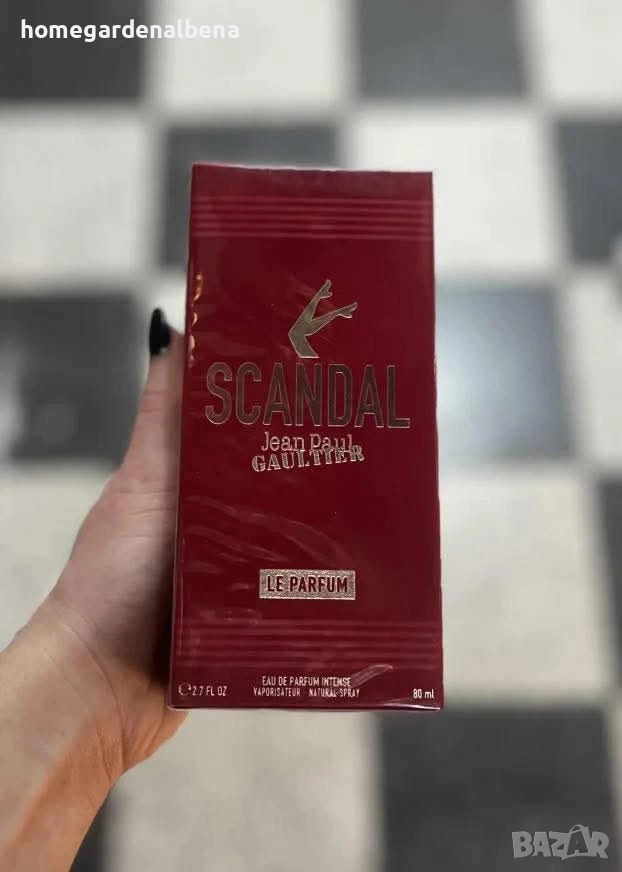 homegardenalbena
SCANDAL
Jean Paul
GAULTIER
LE PARFUM
EAU DE PARFUM INTENSE
℮ 2.7 FL OZ VAPORISATEUR - NATURAL SPRAY 80 ml
BAZAR